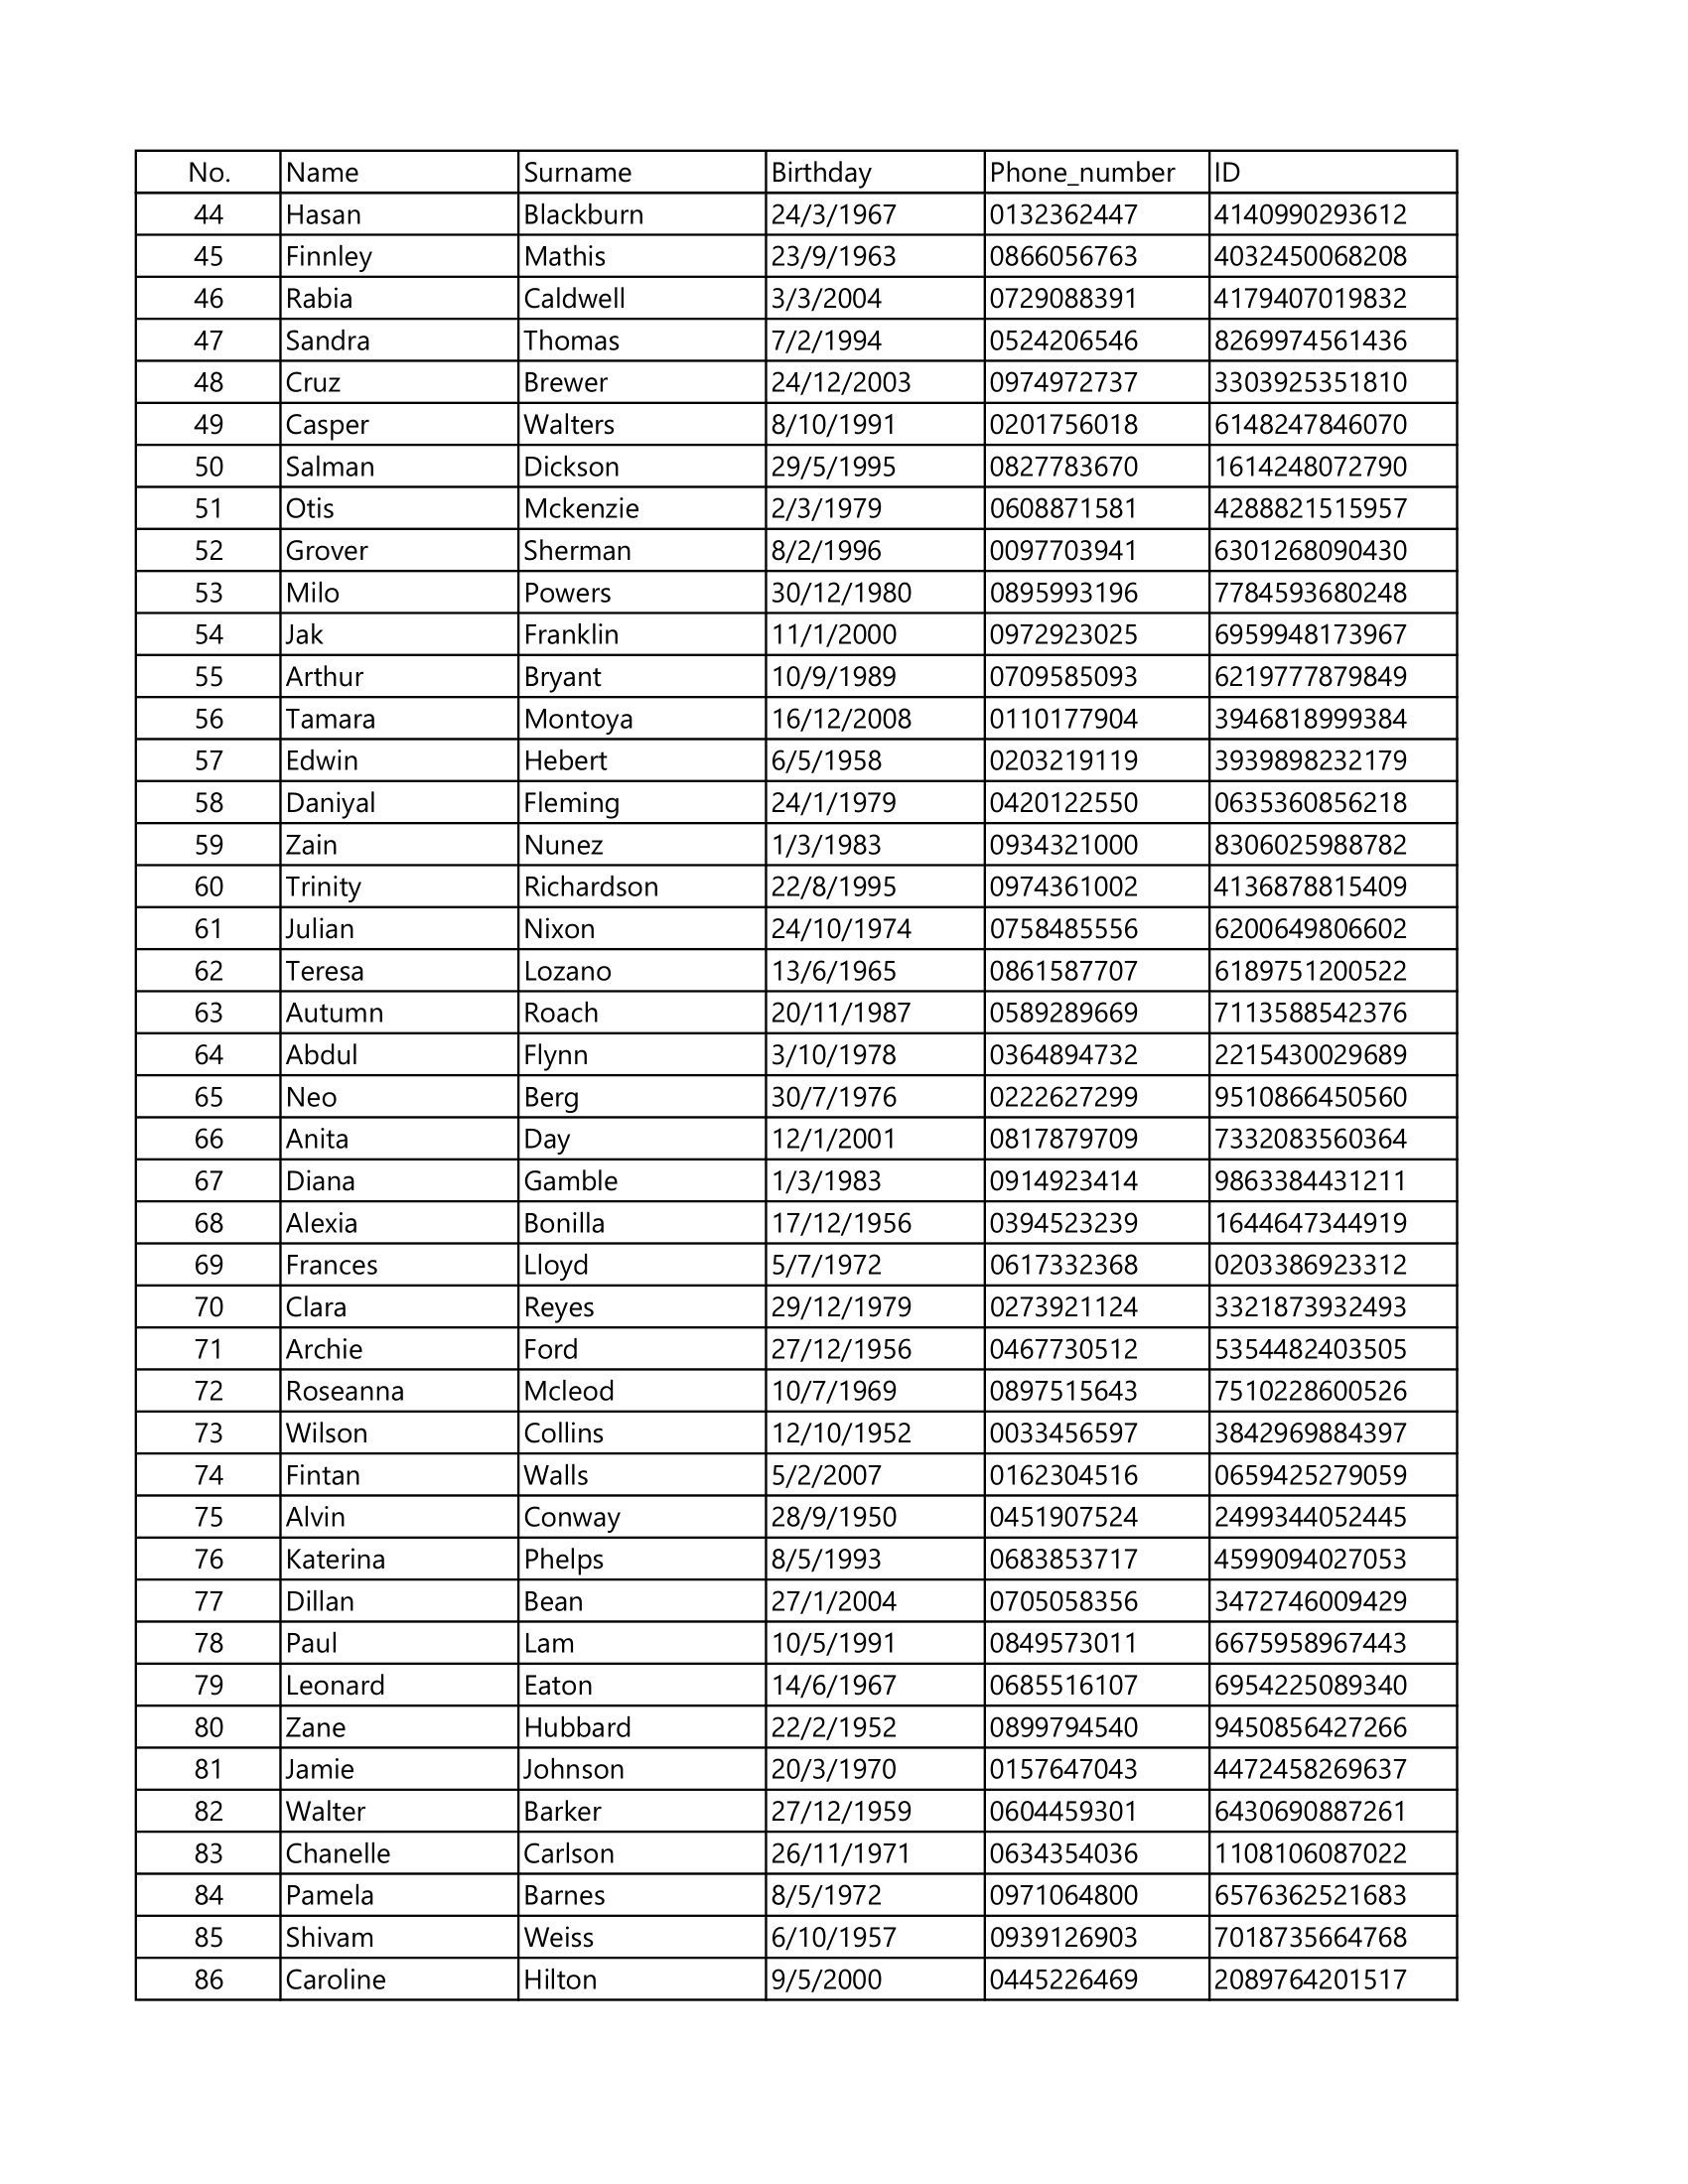 No. Name Surname Birthday Phone_number ID
44 Hasan Blackburn 24/3/1967 0132362447 4140990293612
45 Finnley Mathis 23/9/1963 0866056763 4032450068208
46 Rabia Caldwell 3/3/2004 0729088391 4179407019832
47 Sandra Thomas 7/2/1994 0524206546 8269974561436
48 Cruz Brewer 24/12/2003 0974972737 3303925351810
49 Casper Walters 8/10/1991 0201756018 6148247846070
50 Salman Dickson 29/5/1995 0827783670 1614248072790
51 Otis Mckenzie 2/3/1979 0608871581 4288821515957
52 Grover Sherman 8/2/1996 0097703941 6301268090430
53 Milo Powers 30/12/1980 0895993196 7784593680248
54 Jak Franklin 11/1/2000 0972923025 6959948173967
55 Arthur Bryant 10/9/1989 0709585093 6219777879849
56 Tamara Montoya 16/12/2008 0110177904 3946818999384
57 Edwin Hebert 6/5/1958 0203219119 3939898232179
58 Daniyal Fleming 24/1/1979 0420122550 0635360856218
59 Zain Nunez 1/3/1983 0934321000 8306025988782
60 Trinity Richardson 22/8/1995 0974361002 4136878815409
61 Julian Nixon 24/10/1974 0758485556 6200649806602
62 Teresa Lozano 13/6/1965 0861587707 6189751200522
63 Autumn Roach 20/11/1987 0589289669 7113588542376
64 Abdul Flynn 3/10/1978 0364894732 2215430029689
65 Neo Berg 30/7/1976 0222627299 9510866450560
66 Anita Day 12/1/2001 0817879709 7332083560364
67 Diana Gamble 1/3/1983 0914923414 9863384431211
68 Alexia Bonilla 17/12/1956 0394523239 1644647344919
69 Frances Lloyd 5/7/1972 0617332368 0203386923312
70 Clara Reyes 29/12/1979 0273921124 3321873932493
71 Archie Ford 27/12/1956 0467730512 5354482403505
72 Roseanna Mcleod 10/7/1969 0897515643 7510228600526
73 Wilson Collins 12/10/1952 0033456597 3842969884397
74 Fintan Walls 5/2/2007 0162304516 0659425279059
75 Alvin Conway 28/9/1950 0451907524 2499344052445
76 Katerina Phelps 8/5/1993 0683853717 4599094027053
77 Dillan Bean 27/1/2004 0705058356 3472746009429
78 Paul Lam 10/5/1991 0849573011 6675958967443
79 Leonard Eaton 14/6/1967 0685516107 6954225089340
80 Zane Hubbard 22/2/1952 0899794540 9450856427266
81 Jamie Johnson 20/3/1970 0157647043 4472458269637
82 Walter Barker 27/12/1959 0604459301 6430690887261
83 Chanelle Carlson 26/11/1971 0634354036 1108106087022
84 Pamela Barnes 8/5/1972 0971064800 6576362521683
85 Shivam Weiss 6/10/1957 0939126903 7018735664768
86 Caroline Hilton 9/5/2000 0445226469 2089764201517